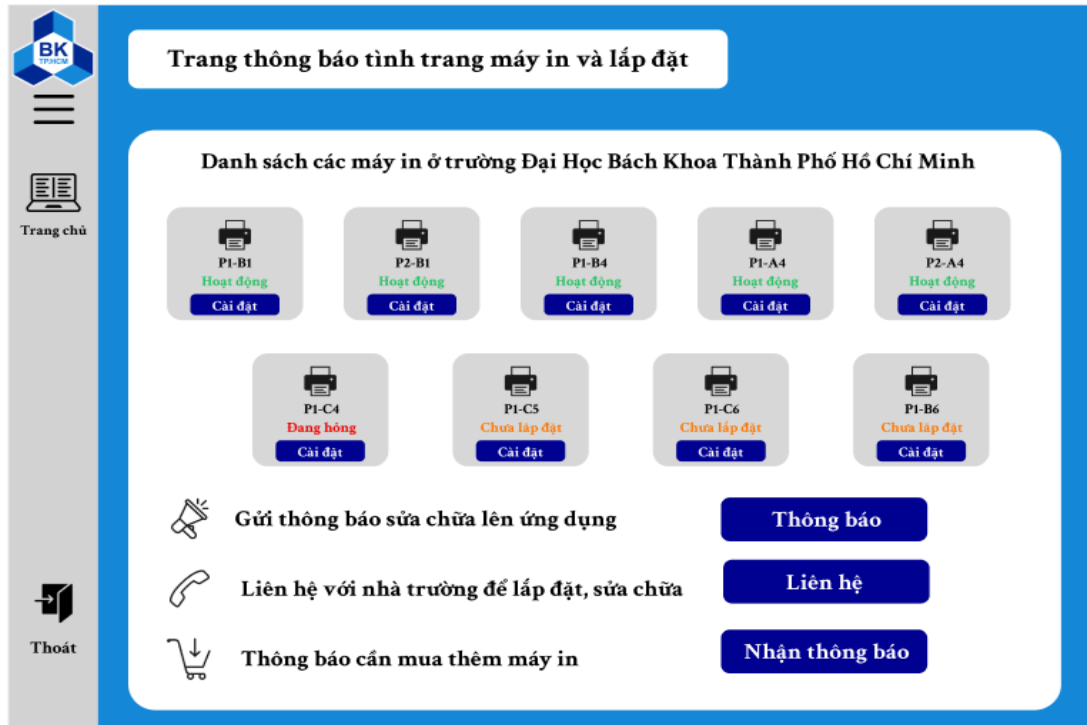 BK
TP.HCM
Trang chủ
Thoát
Trang thông báo tình trang máy in và lắp đặt
Danh sách các máy in ở trường Đại Học Bách Khoa Thành Phố Hồ Chí Minh
P1-B1
Hoạt động
Cài đặt
P2-B1
Hoạt động
Cài đặt
P1-B4
Hoạt động
Cài đặt
P1-A4
Hoạt động
Cài đặt
P2-A4
Hoạt động
Cài đặt
P1-C4
Đang hỏng
Cài đặt
P1-C5
Chưa lắp đặt
Cài đặt
P1-C6
Chưa lắp đặt
Cài đặt
P1-B6
Chưa lắp đặt
Cài đặt
Gửi thông báo sửa chữa lên ứng dụng
Thông báo
Liên hệ với nhà trường để lắp đặt, sửa chữa
Liên hệ
Thông báo cần mua thêm máy in
Nhận thông báo